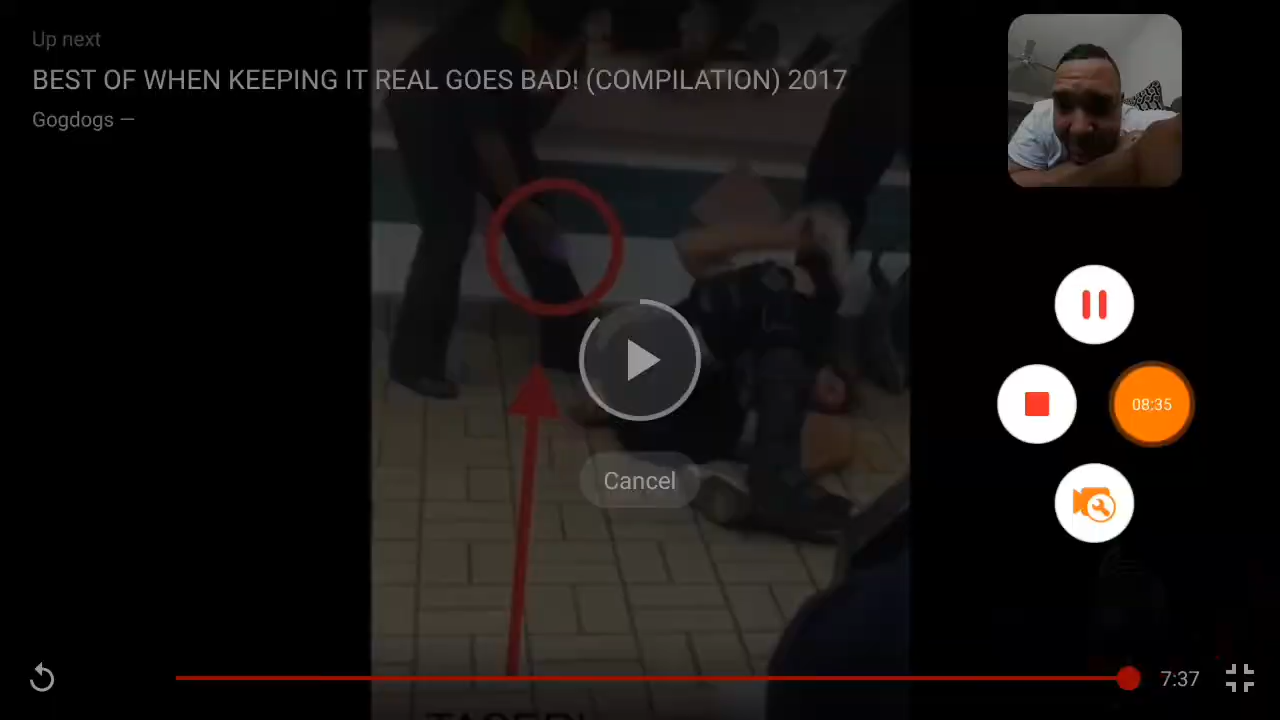 Up next
BEST OF WHEN KEEPING IT REAL GOES BAD! (COMPILATION) 2017
Gogdogs —
08:35
Cancel
7:37